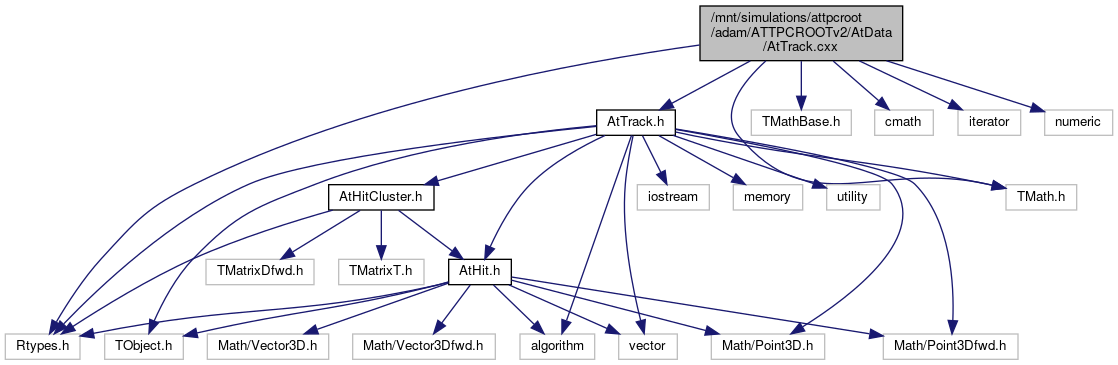 /mnt/simulations/attpcroot
/adam/ATTPCROOTv2/AtData
/AtTrack.cxx
AtTrack.h
TMathBase.h
cmath
iterator
numeric
AtHitCluster.h
iostream
memory
utility
TMath.h
TMatrixDfwd.h
TMatrixT.h
AtHit.h
Rtypes.h
TObject.h
Math/Vector3D.h
Math/Vector3Dfwd.h
algorithm
vector
Math/Point3D.h
Math/Point3Dfwd.h